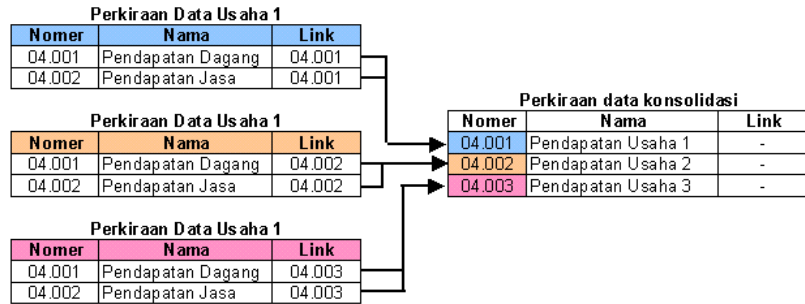 Perkiraan Data Usaha 1
Nomer Nama Link
04.001 Pendapatan Dagang 04.001
04.002 Pendapatan Jasa 04.001
Perkiraan Data Usaha 1
Nomer Nama Link
04.001 Pendapatan Dagang 04.002
04.002 Pendapatan Jasa 04.002
Perkiraan Data Usaha 1
Nomer Nama Link
04.001 Pendapatan Dagang 04.003
04.002 Pendapatan Jasa 04.003
Perkiraan data konsolidasi
Nomer Nama Link
04.001 Pendapatan Usaha 1 -
04.002 Pendapatan Usaha 2 -
04.003 Pendapatan Usaha 3 -